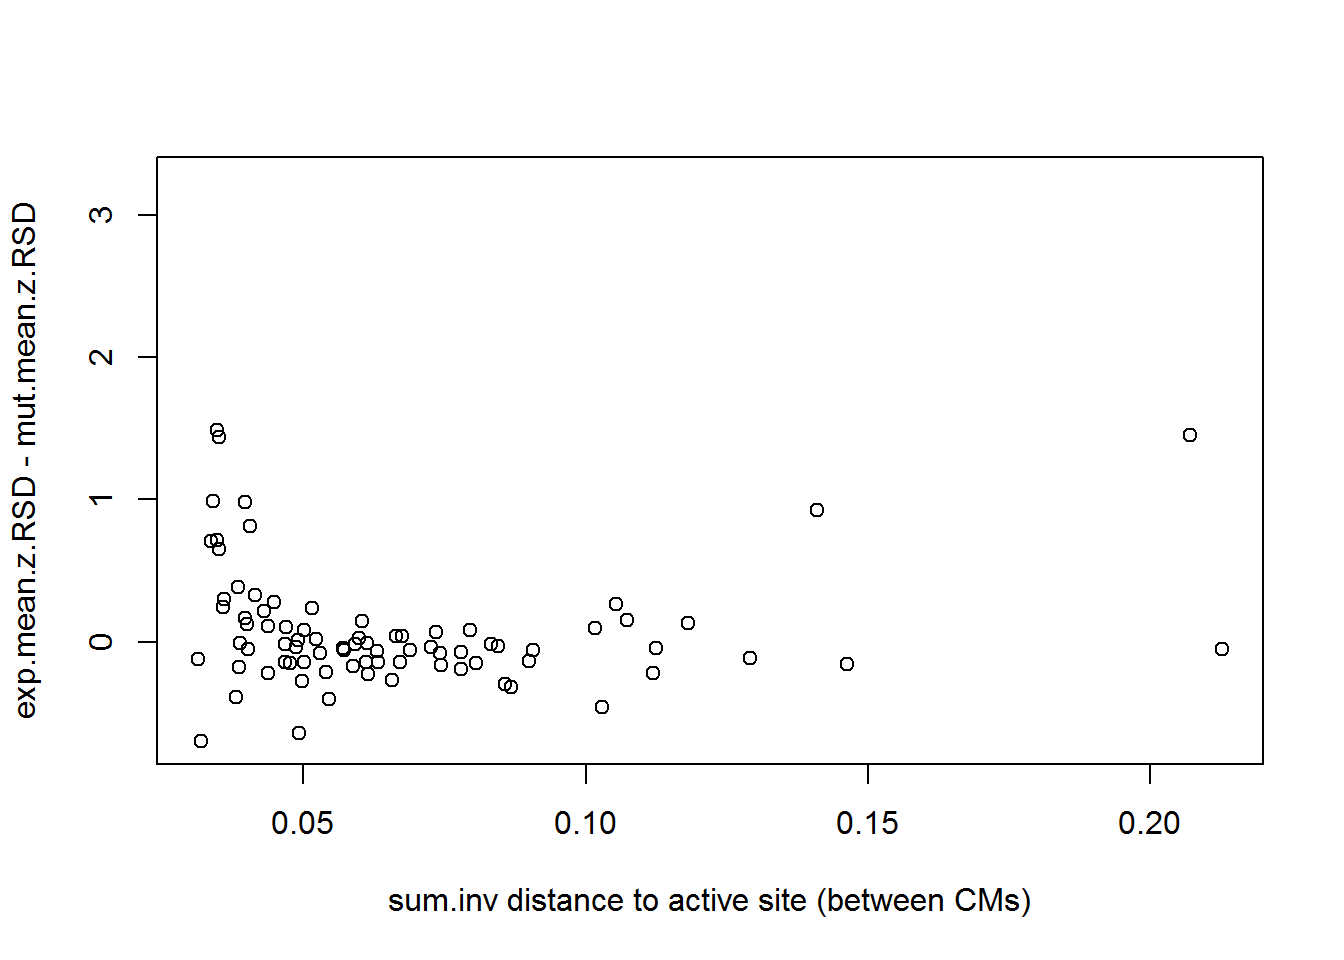 exp.mean.z.RSD - mut.mean.z.RSD
3
2
1
0
0.05 0.10 0.15 0.20
sum.inv distance to active site (between CMs)